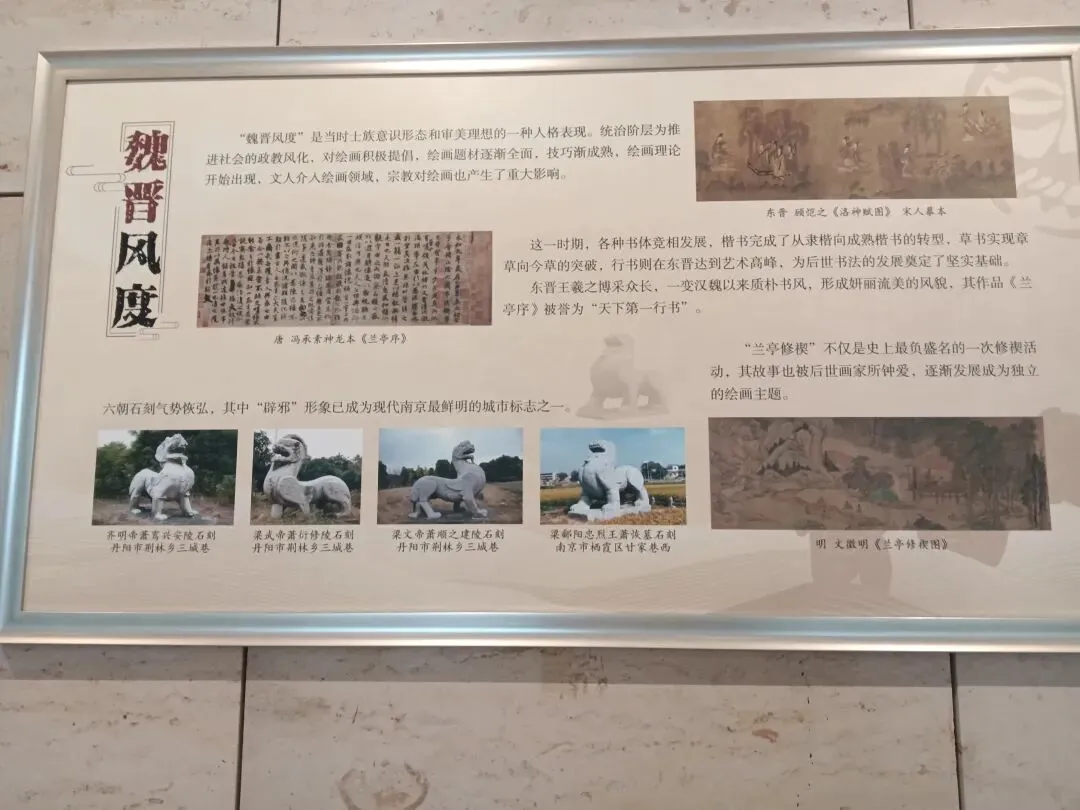 魏晋风度
“魏晋风度”是当时士族意识形态和审美理想的一种人格表现。统治阶层为推
进社会的政教风化，对绘画积极提倡，绘画题材逐渐全面，技巧渐成熟，绘画理论
开始出现，文人介入绘画领域，宗教对绘画也产生了重大影响。
东晋 顾恺之《洛神赋图》 宋人摹本
这一时期，各种书体竞相发展，楷书完成了从隶楷向成熟楷书的转型，草书实现章
草向今草的突破，行书则在东晋达到艺术高峰，为后世书法的发展奠定了坚实基础。
东晋王羲之博采众长，一变汉魏以来质朴书风，形成妍丽流美的风貌，其作品《兰
亭序》被誉为“天下第一行书”。
唐 冯承素神龙本《兰亭序》
“兰亭修禊”不仅是史上最负盛名的一次修禊活
动，其故事也被后世画家所钟爱，逐渐发展成为独立
的绘画主题。
明 文徵明《兰亭修禊图》
六朝石刻气势恢弘，其中“辟邪”形象已成为现代南京最鲜明的城市标志之一。
齐明帝萧鸾兴安陵石刻
丹阳市荆林乡三城巷
梁武帝萧衍修陵石刻
丹阳市荆林乡三城巷
梁文帝萧顺之建陵石刻
丹阳市荆林乡三城巷
梁鄱阳忠烈王萧恢墓石刻
南京市栖霞区甘家巷西